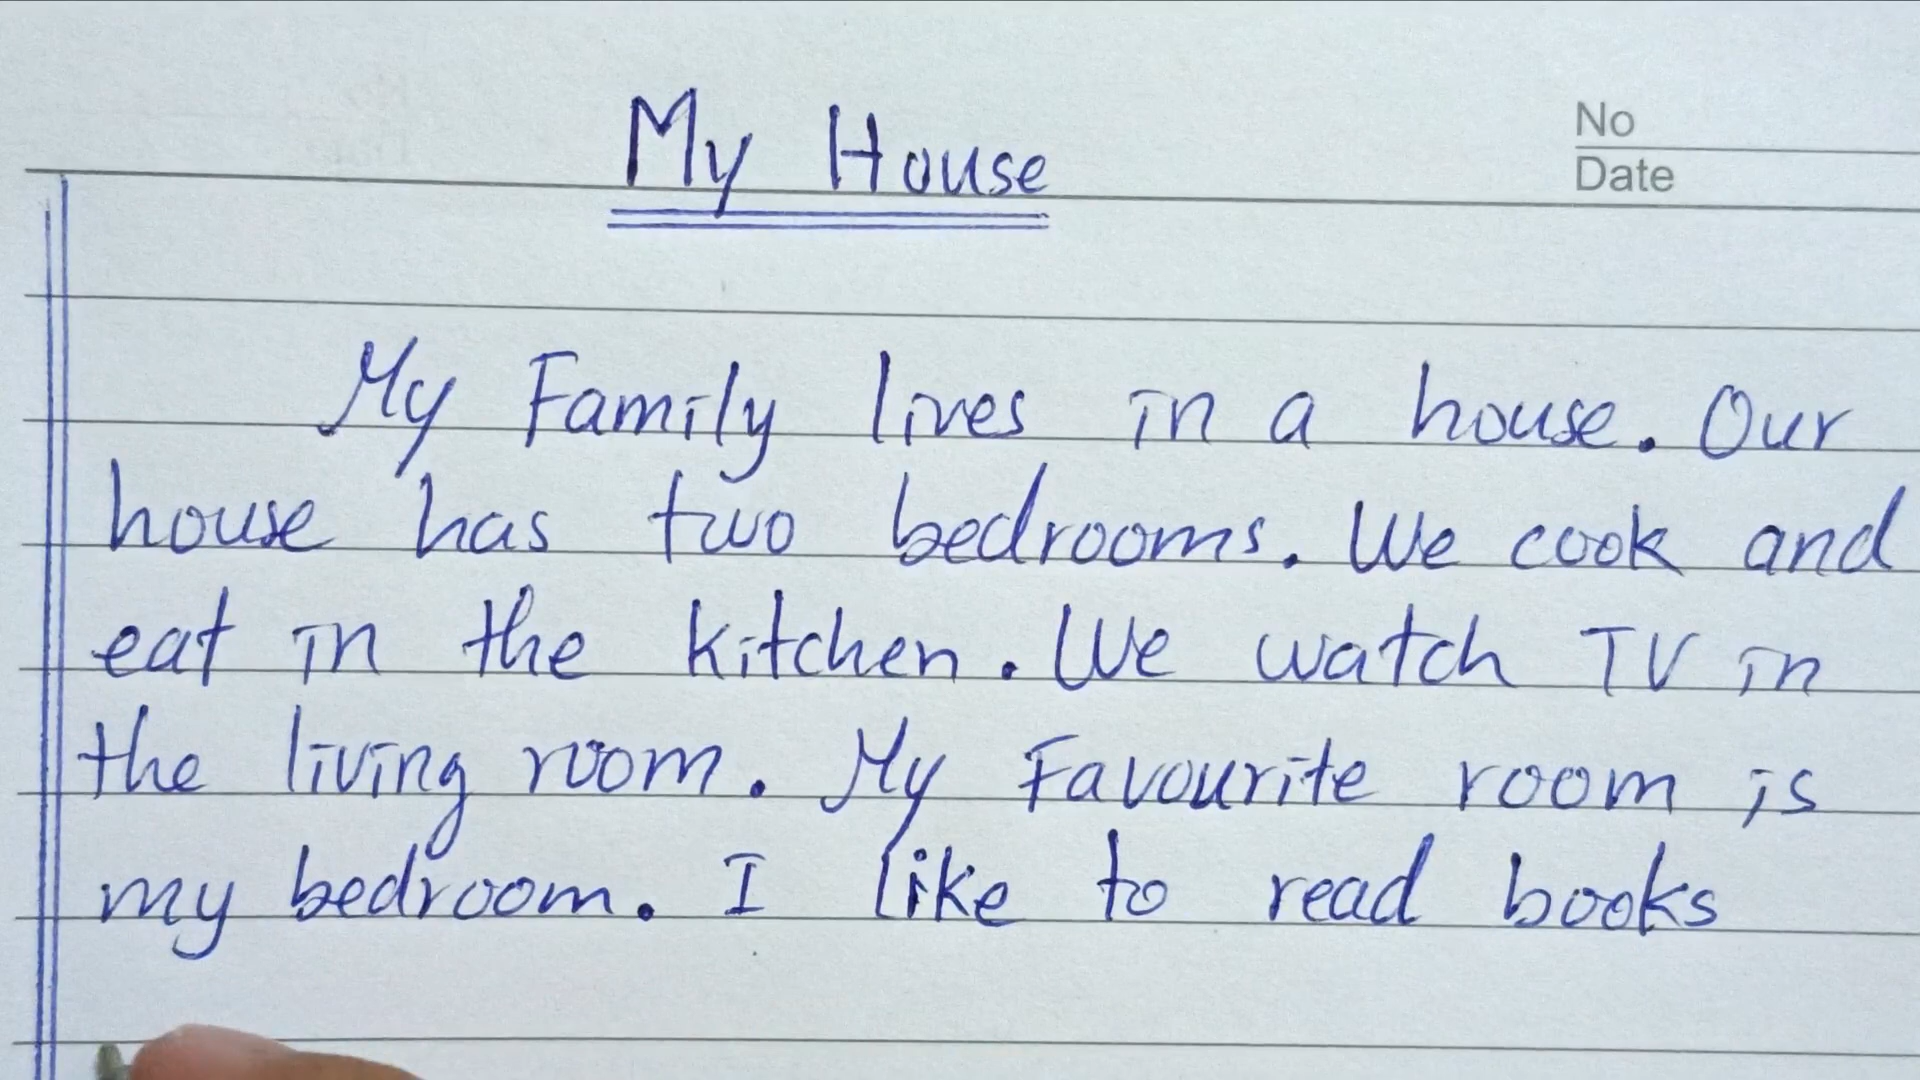 My House
No
Date
My Family lives in a house. Our
house has two bedrooms. We cook and
eat in the kitchen. We watch TV in
the living room. My Favourite room is
my bedroom. I like to read books